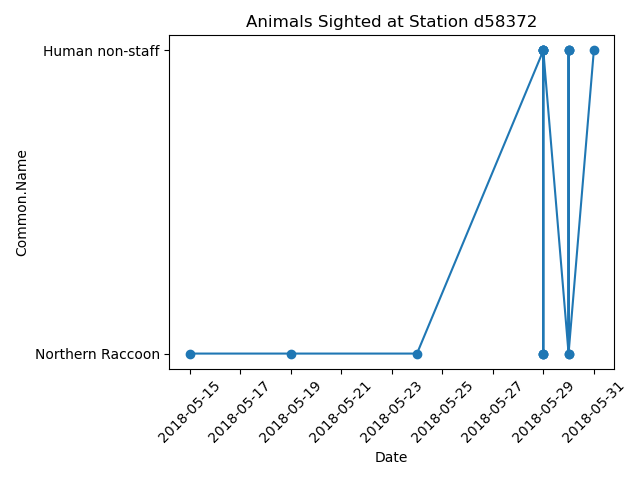 Animals Sighted at Station d58372
Human non-staff
Common.Name
Northern Raccoon
2018-05-15
2018-05-17
2018-05-19
2018-05-21
2018-05-23
2018-05-25
2018-05-27
2018-05-29
2018-05-31
Date